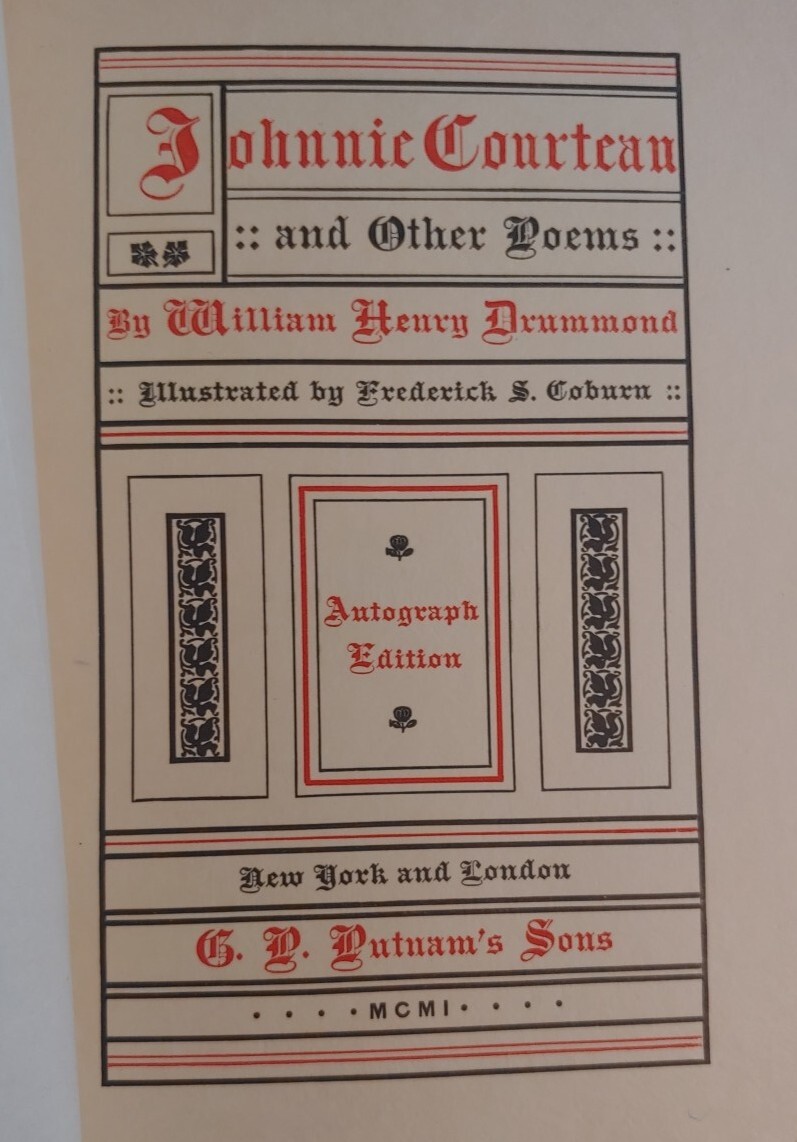 Johnnie Courteau
:: and Other Poems ::
By William Henry Drummond
:: Illustrated by Frederick S. Coburn ::
Autograph
Edition
New York and London
G. P. Putnam's Sons
. . . . MCMI . . . .